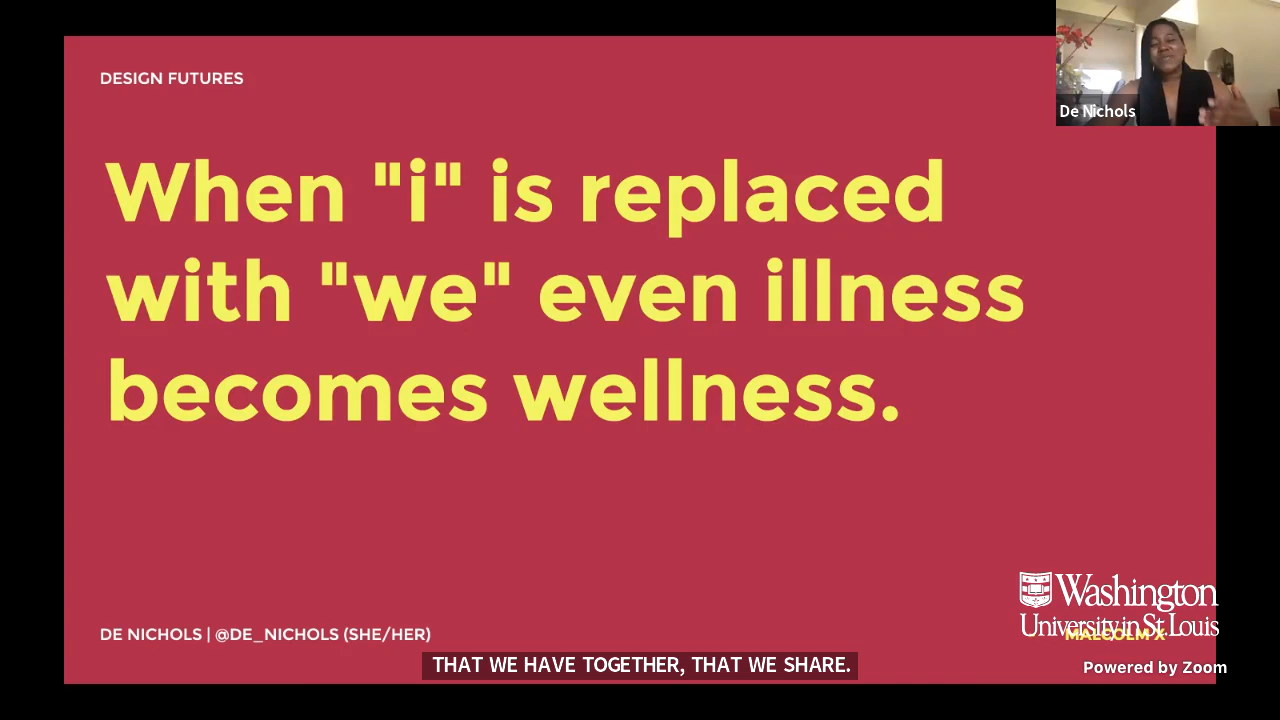 DESIGN FUTURES
De Nichols
When "i" is replaced
with "we" even illness
becomes wellness.
Washington
University in St. Louis
MALCOLM X
DE NICHOLS | @DE_NICHOLS (SHE/HER)
THAT WE HAVE TOGETHER, THAT WE SHARE.
Powered by Zoom